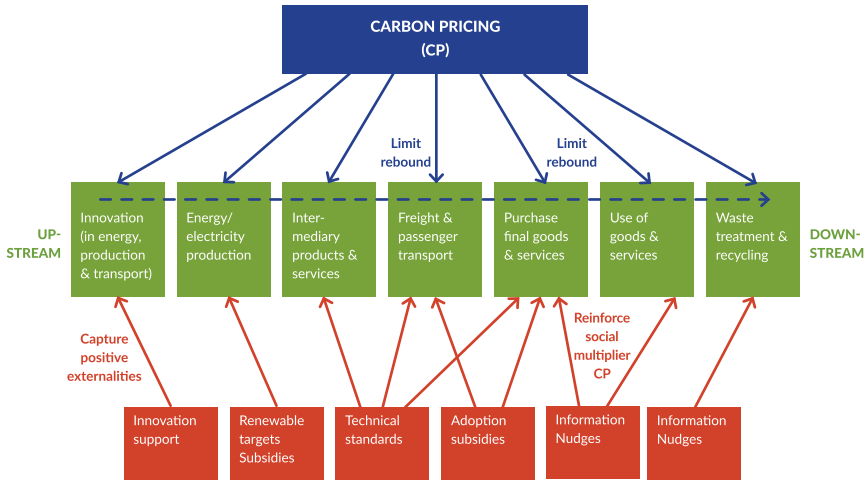 CARBON PRICING
(CP)
Limit
rebound
Limit
rebound
UP-
STREAM
Innovation
(in energy,
production
& transport)
Energy/
electricity
production
Inter-
mediary
products &
services
Freight &
passenger
transport
Purchase
final goods
& services
Use of
goods &
services
Waste
treatment &
recycling
DOWN-
STREAM
Capture
positive
externalities
Reinforce
social
multiplier
CP
Innovation
support
Renewable
targets
Subsidies
Technical
standards
Adoption
subsidies
Information
Nudges
Information
Nudges